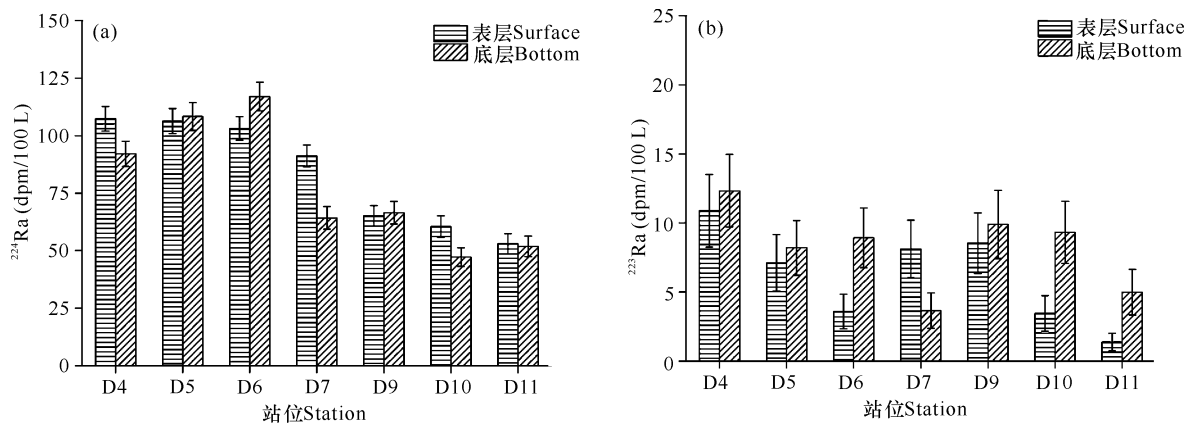 (a)
表层Surface
底层Bottom
²²⁴Ra (dpm/100 L)
150
125
100
75
50
25
0
D4 D5 D6 D7 D9 D10 D11
站位Station
(b)
表层Surface
底层Bottom
²²³Ra (dpm/100 L)
25
20
15
10
5
0
D4 D5 D6 D7 D9 D10 D11
站位Station